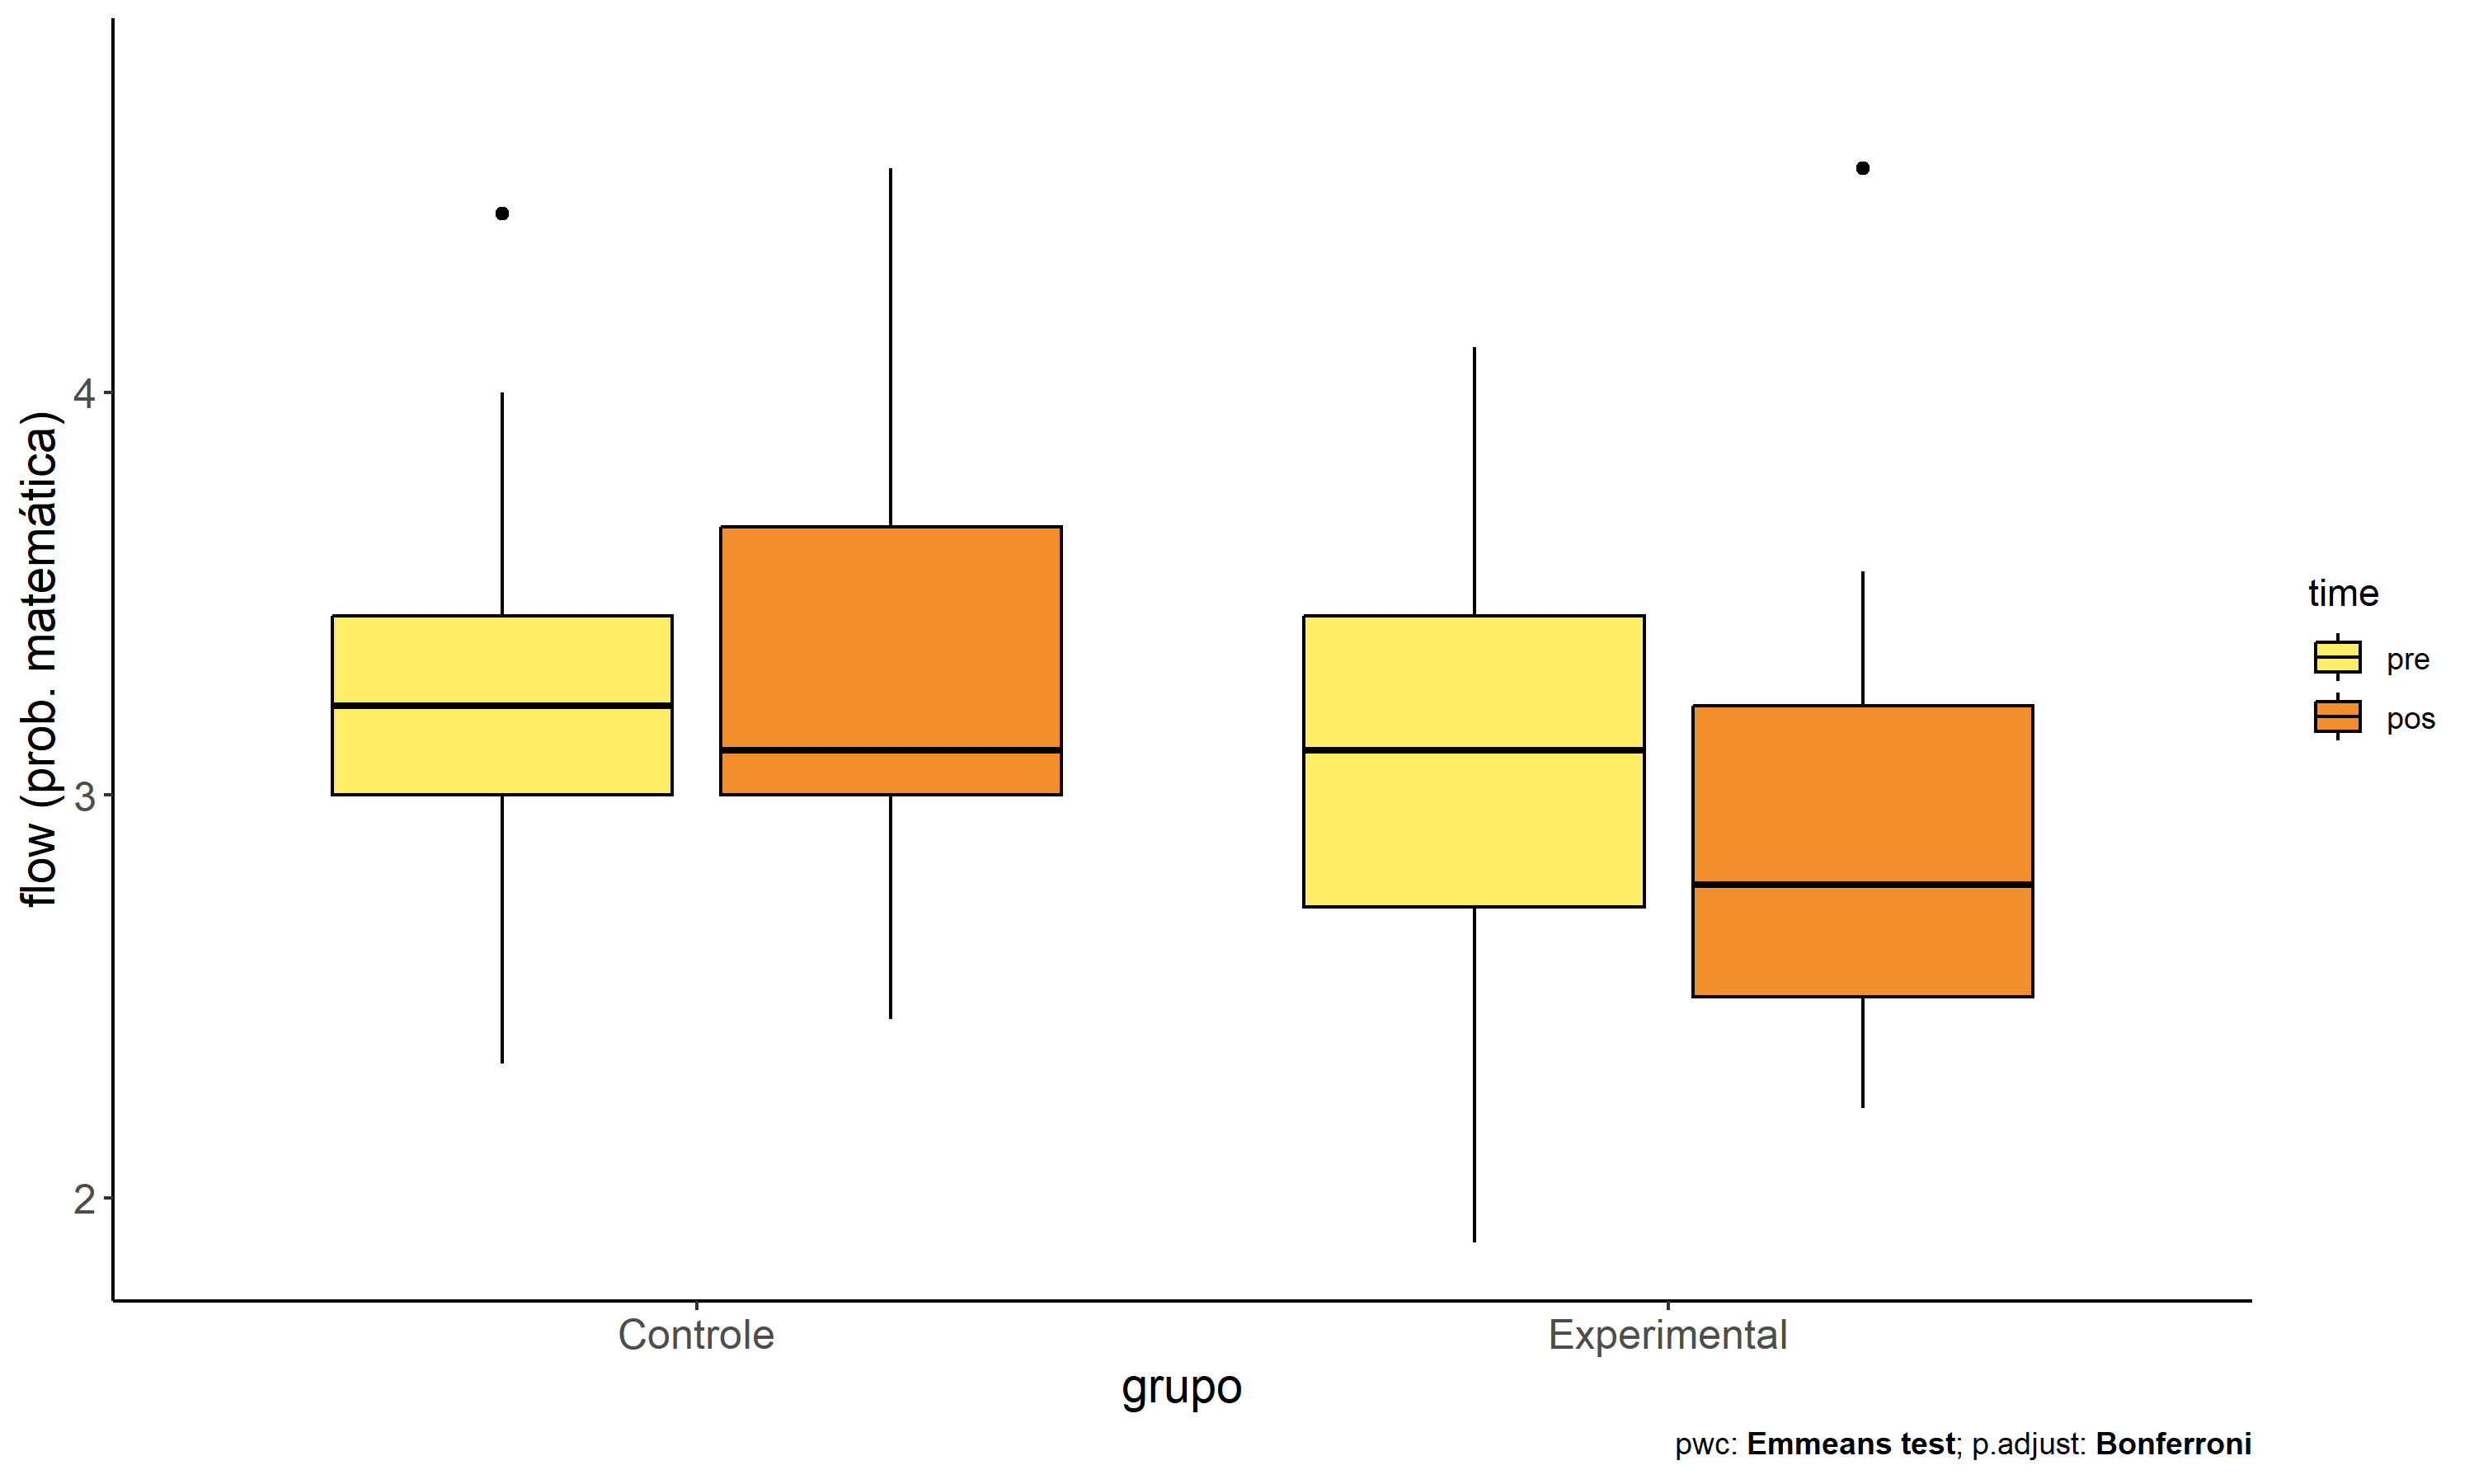 flow (prob. matemática)
4
3
2
Controle
Experimental
grupo
time
pre
pos
pwc: Emmeans test; p.adjust: Bonferroni